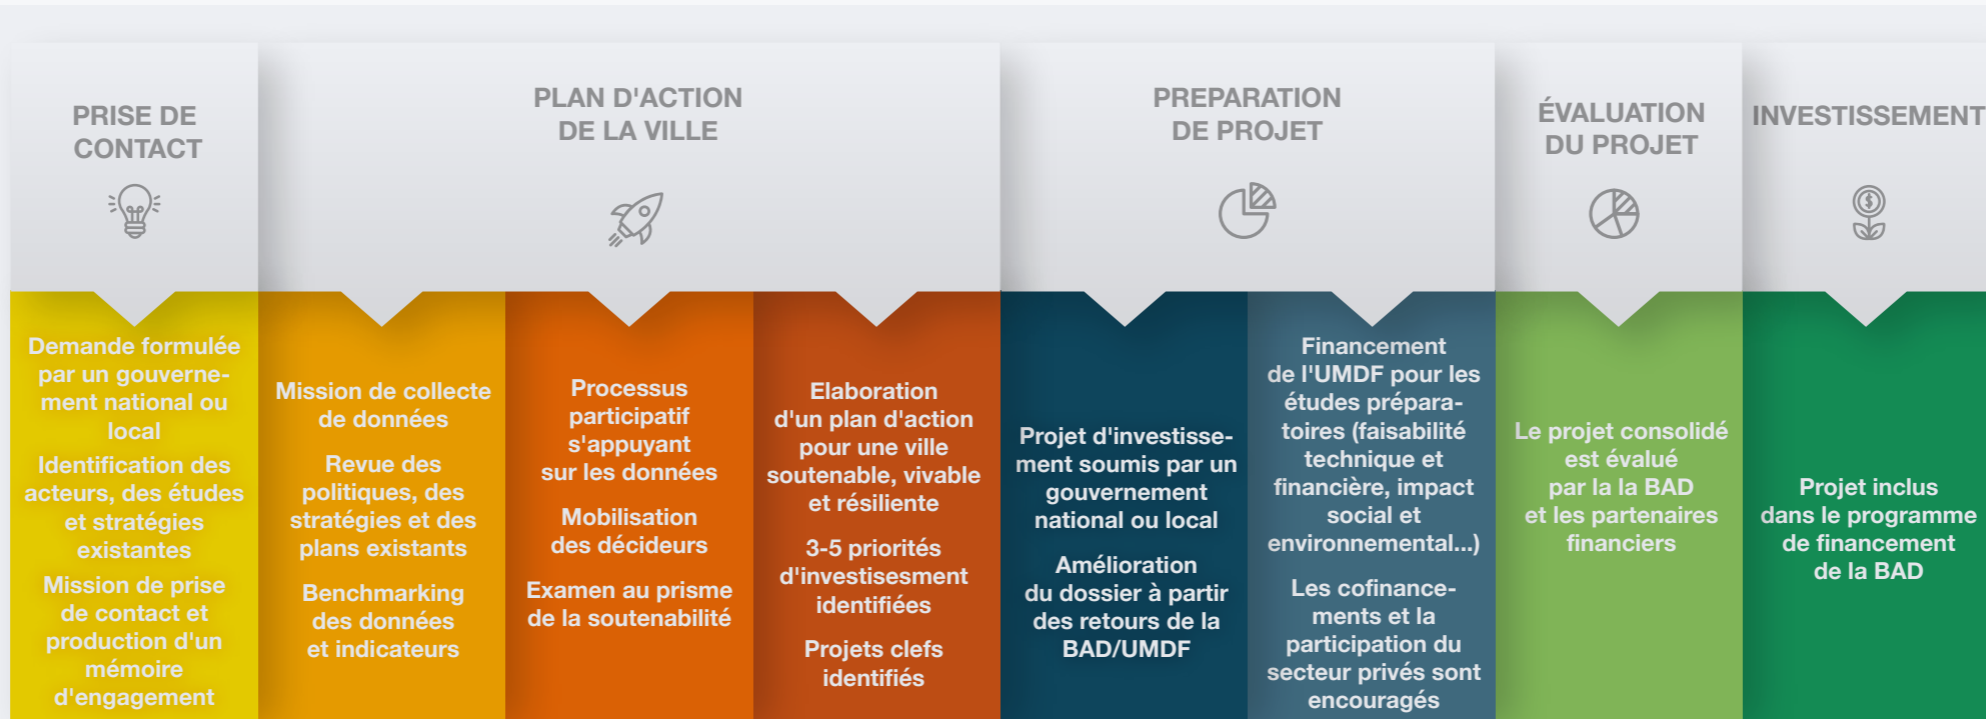 PRISE DE
CONTACT
PLAN D'ACTION
DE LA VILLE
PREPARATION
DE PROJET
ÉVALUATION
DU PROJET
INVESTISSEMENT
Demande formulée
par un gouverne-
ment national ou
local
Identification des
acteurs, des études
et stratégies
existantes
Mission de prise
de contact et
production d'un
mémoire
d'engagement
Mission de collecte
de données
Revue des
politiques, des
stratégies et des
plans existants
Benchmarking
des données
et indicateurs
Processus
participatif
s'appuyant
sur les données
Mobilisation
des décideurs
Examen au prisme
de la soutenabilité
Elaboration
d'un plan d'action
pour une ville
soutenable, vivable
et résiliente
3-5 priorités
d'investisesment
identifiées
Projets clefs
identifiés
Projet d'investisse-
ment soumis par un
gouvernement
national ou local
Amélioration
du dossier à partir
des retours de la
BAD/UMDF
Financement
de l'UMDF pour les
études prépara-
toires (faisabilité
technique et
financière, impact
social et
environnemental...)
Les cofinance-
ments et la
participation du
secteur privés sont
encouragés
Le projet consolidé
est évalué
par la la BAD
et les partenaires
financiers
Projet inclus
dans le programme
de financement
de la BAD